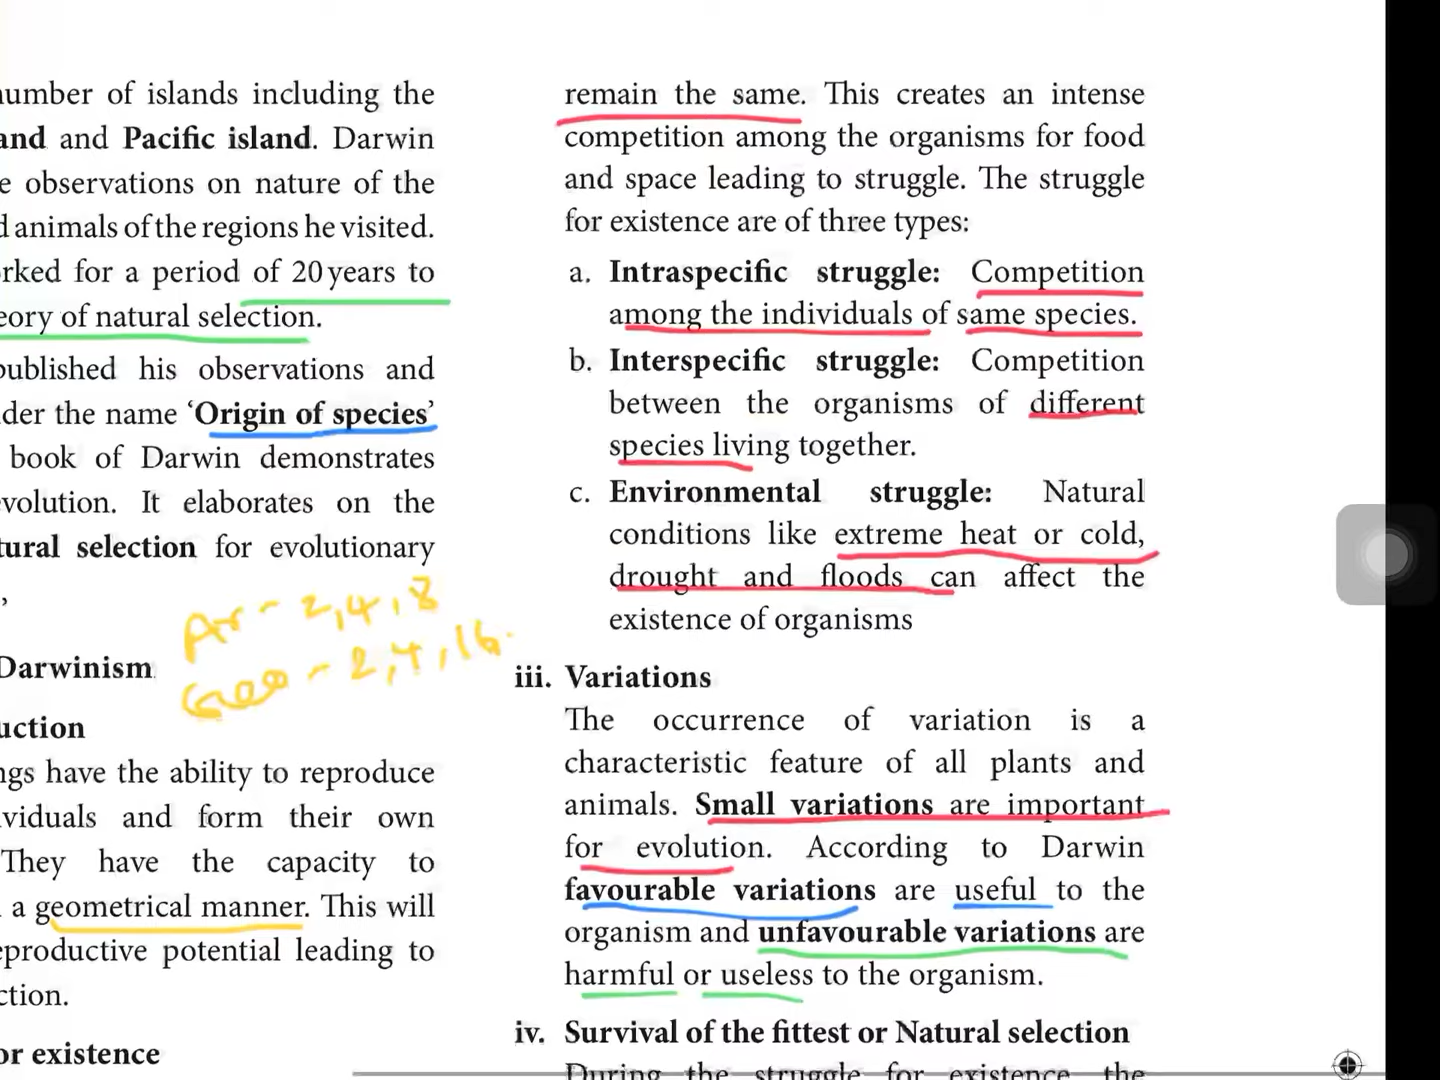 number of islands including the
and and Pacific island. Darwin
e observations on nature of the
d animals of the regions he visited.
rked for a period of 20 years to
eory of natural selection.
published his observations and
der the name ‘Origin of species’
book of Darwin demonstrates
evolution. It elaborates on the
tural selection for evolutionary
,
Ar - 2,4,8
Geo - 2,4,16.
Darwinism
uction
ngs have the ability to reproduce
ividuals and form their own
They have the capacity to
a geometrical manner. This will
eproductive potential leading to
ction.
or existence
remain the same. This creates an intense
competition among the organisms for food
and space leading to struggle. The struggle
for existence are of three types:
a. Intraspecific struggle: Competition
among the individuals of same species.
b. Interspecific struggle: Competition
between the organisms of different
species living together.
c. Environmental struggle: Natural
conditions like extreme heat or cold,
drought and floods can affect the
existence of organisms
iii. Variations
The occurrence of variation is a
characteristic feature of all plants and
animals. Small variations are important
for evolution. According to Darwin
favourable variations are useful to the
organism and unfavourable variations are
harmful or useless to the organism.
iv. Survival of the fittest or Natural selection
During the struggle for existence, the